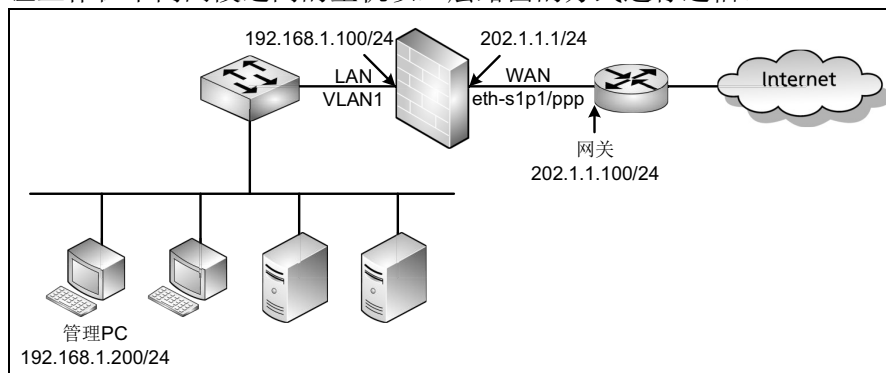 192.168.1.100/24
202.1.1.1/24
LAN
WAN
Internet
VLAN1
eth-s1p1/ppp
网关
202.1.1.100/24
管理PC
192.168.1.200/24